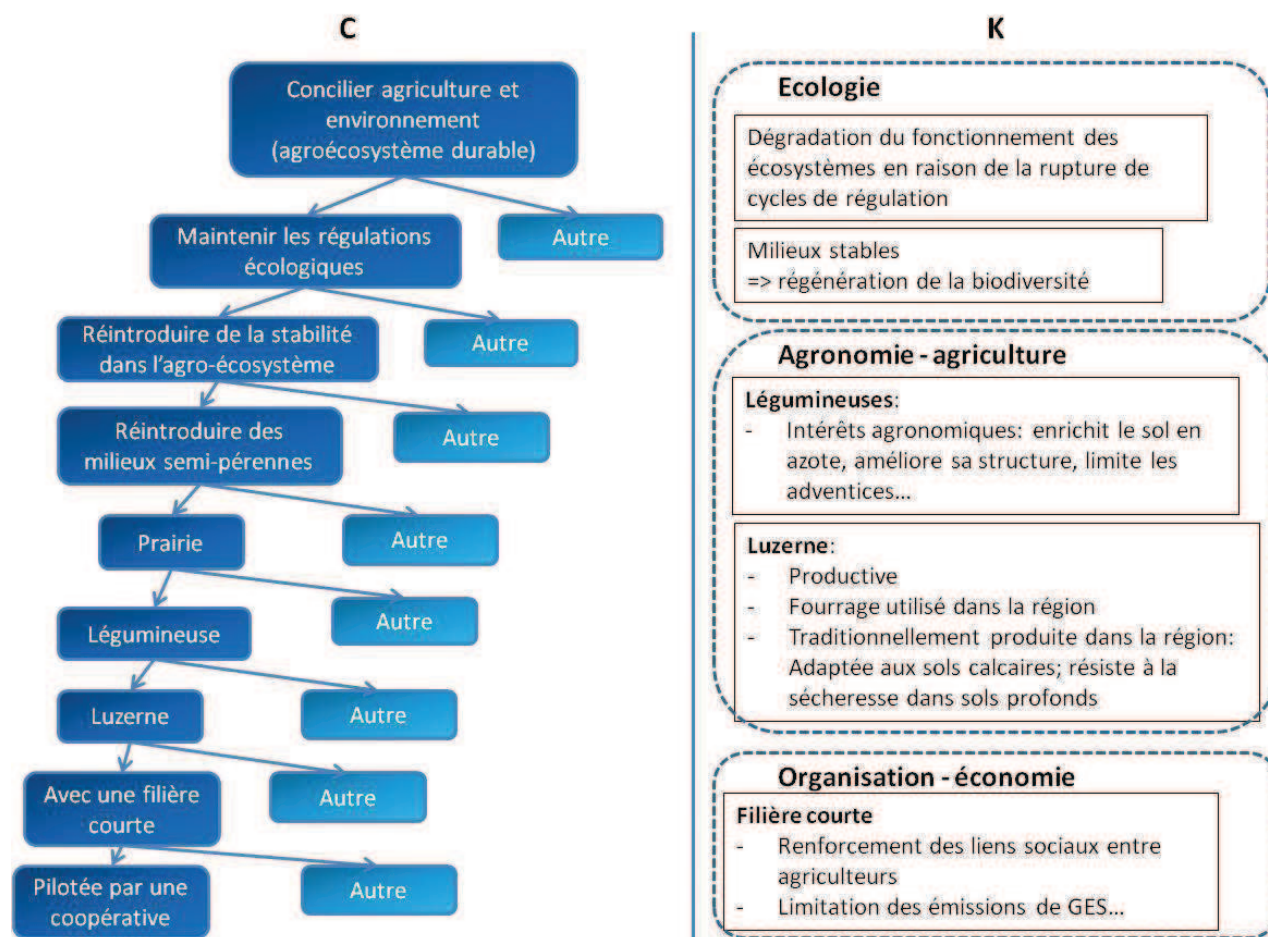 C
Concilier agriculture et
environnement
(agroécosystème durable)
Maintenir les régulations
écologiques
Autre
Réintroduire de la stabilité
dans l'agro-écosystème
Autre
Réintroduire des
milieux semi-pérennes
Autre
Prairie
Autre
Légumineuse
Autre
Luzerne
Autre
Avec une filière
courte
Autre
Pilotée par une
coopérative
Autre
K
Ecologie
Dégradation du fonctionnement des
écosystèmes en raison de la rupture de
cycles de régulation
Milieux stables
=> régénération de la biodiversité
Agronomie - agriculture
Légumineuses:
- Intérêts agronomiques: enrichit le sol en
azote, améliore sa structure, limite les
adventices...
Luzerne:
- Productive
- Fourrage utilisé dans la région
- Traditionnellement produite dans la région:
Adaptée aux sols calcaires; résiste à la
sécheresse dans sols profonds
Organisation - économie
Filière courte
- Renforcement des liens sociaux entre
agriculteurs
- Limitation des émissions de GES...